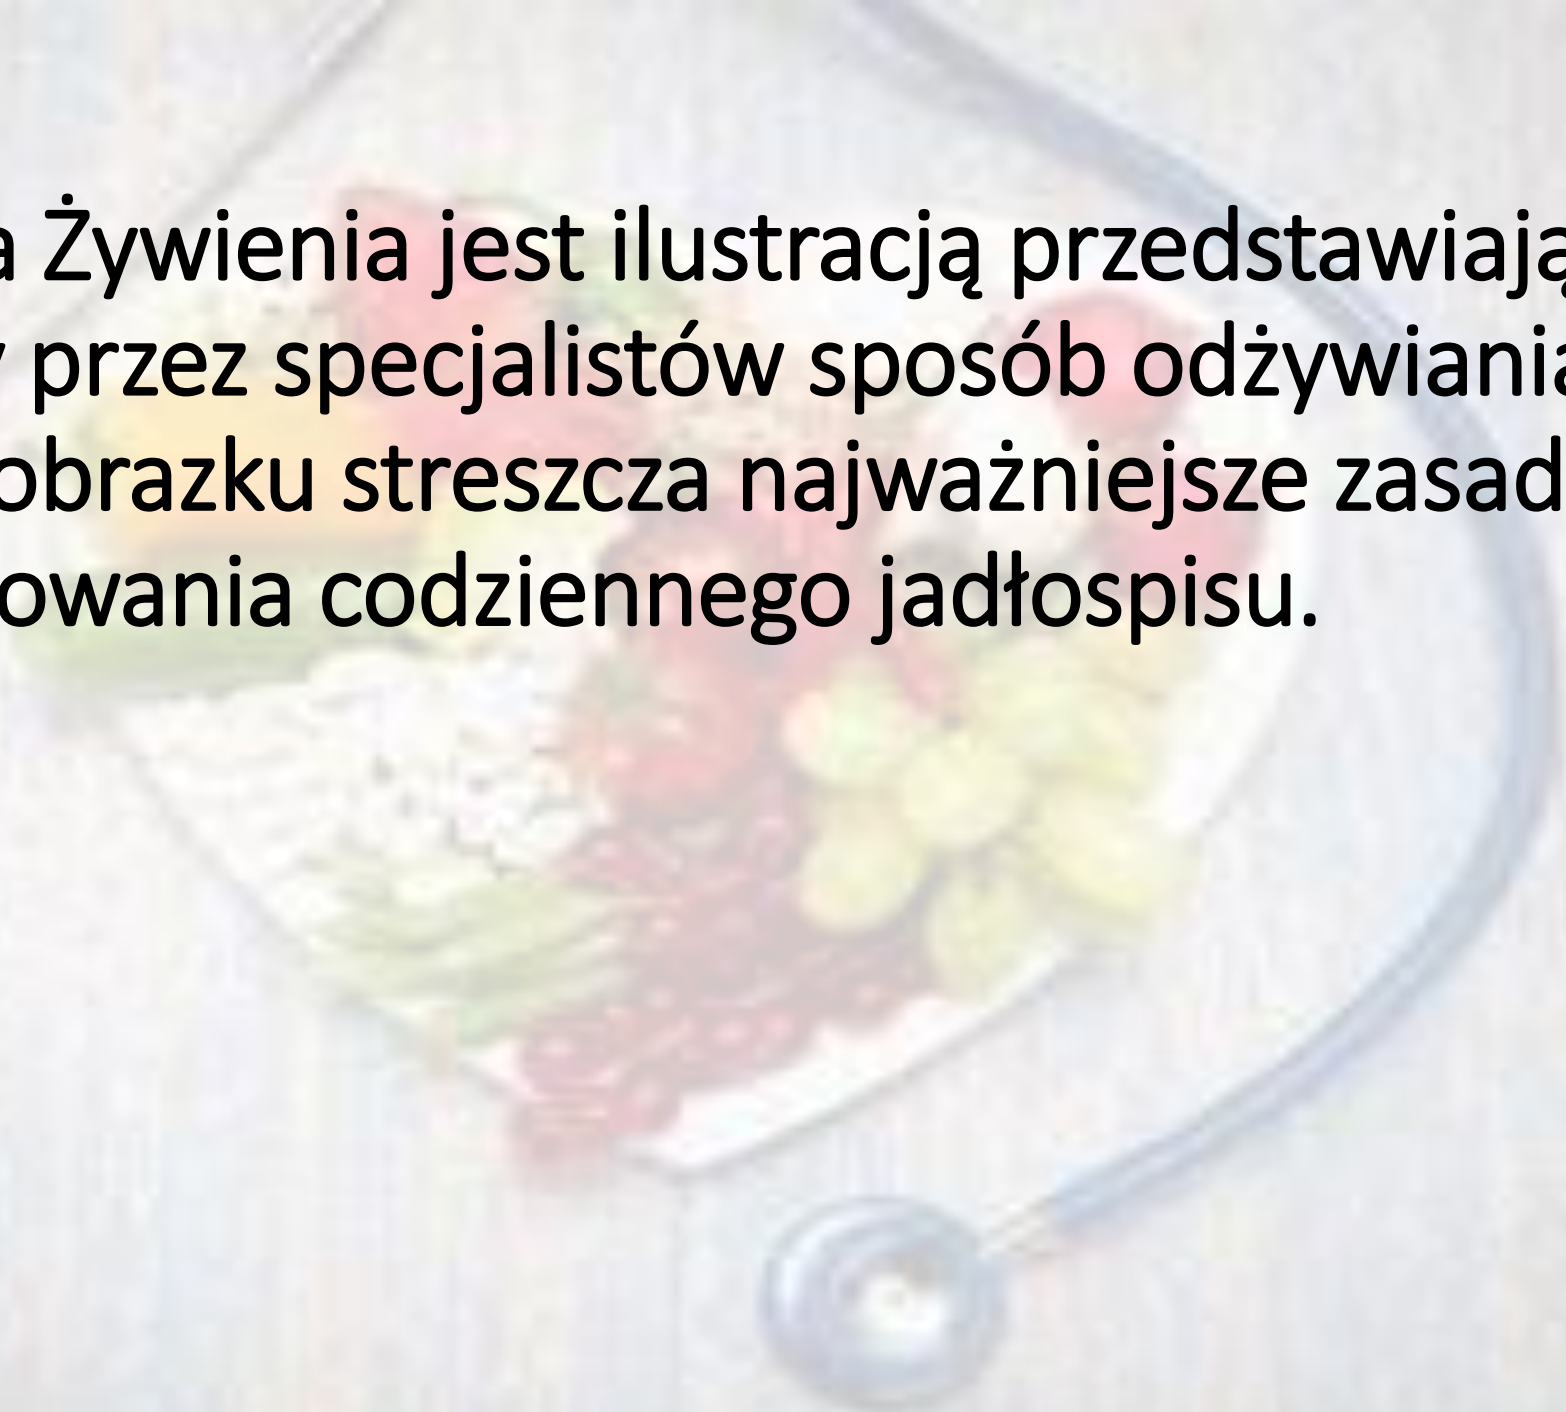 a Żywienia jest ilustracją przedstawiają
przez specjalistów sposób odżywiania
obrazku streszcza najważniejsze zasad
owania codziennego jadłospisu.